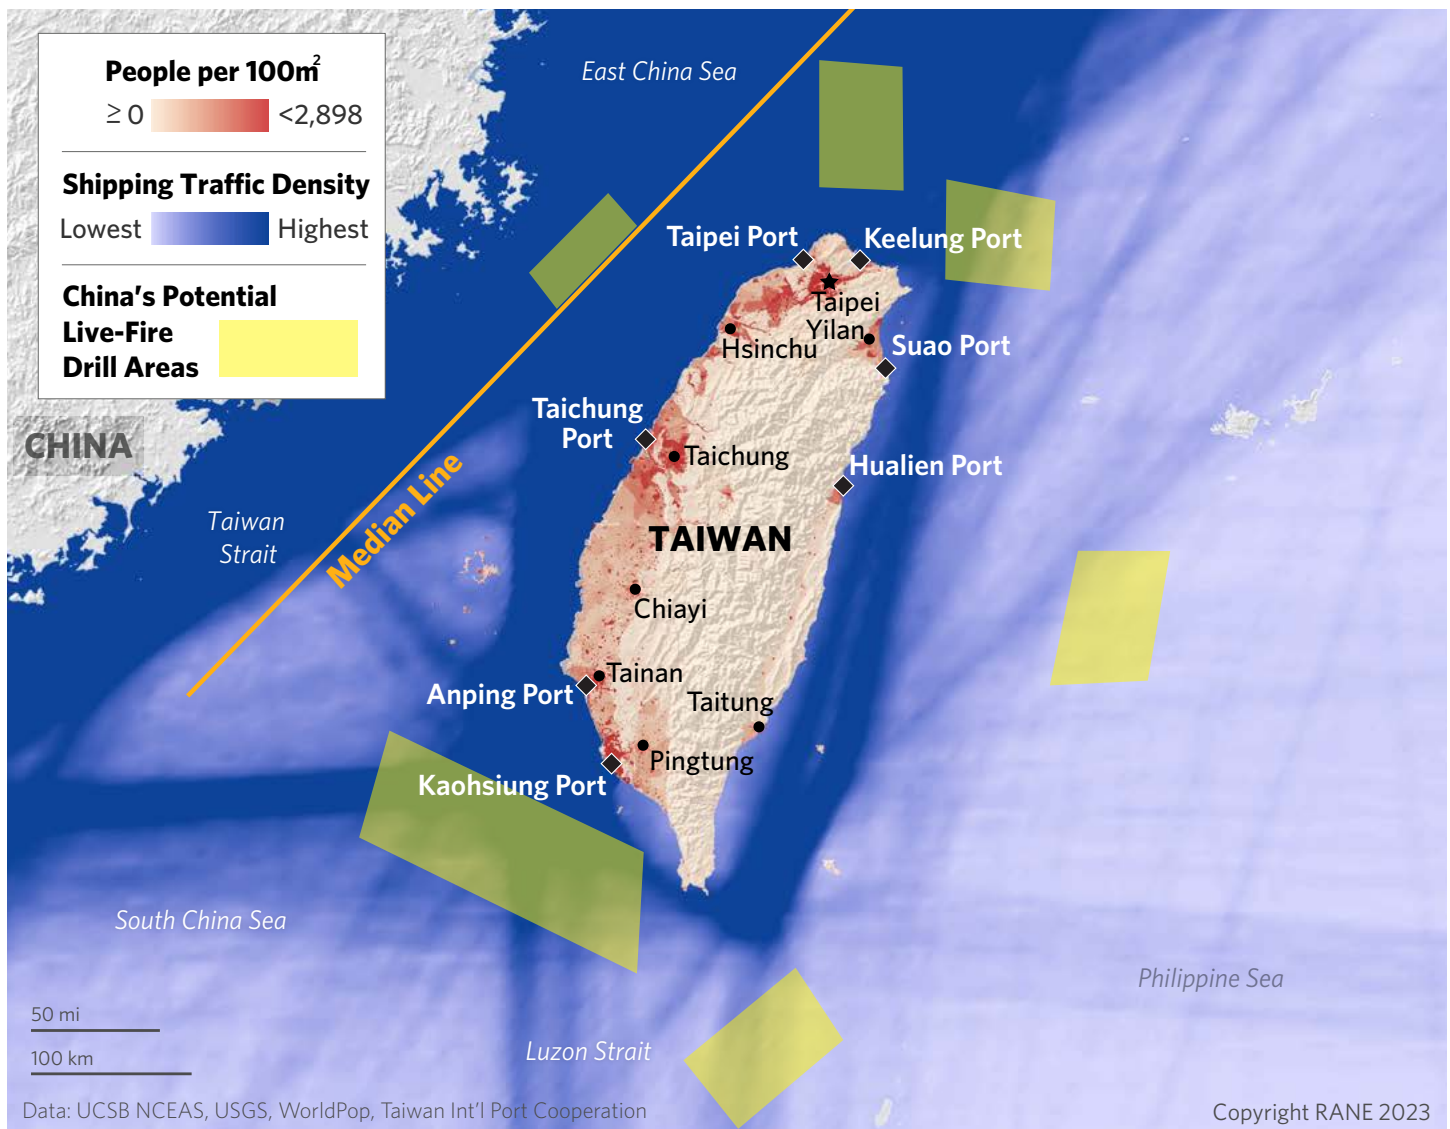 People per 100m²
≥ 0 <2,898
Shipping Traffic Density
Lowest Highest
China's Potential
Live-Fire
Drill Areas
East China Sea
Taipei Port
Keelung Port
Taipei
Yilan
Hsinchu
Suao Port
Taichung
Port
CHINA
Taichung
Hualien Port
Median Line
Taiwan
Strait
TAIWAN
Chiayi
Tainan
Anping Port
Taitung
Pingtung
Kaohsiung Port
South China Sea
Philippine Sea
50 mi
100 km
Luzon Strait
Data: UCSB NCEAS, USGS, WorldPop, Taiwan Int'l Port Cooperation
Copyright RANE 2023